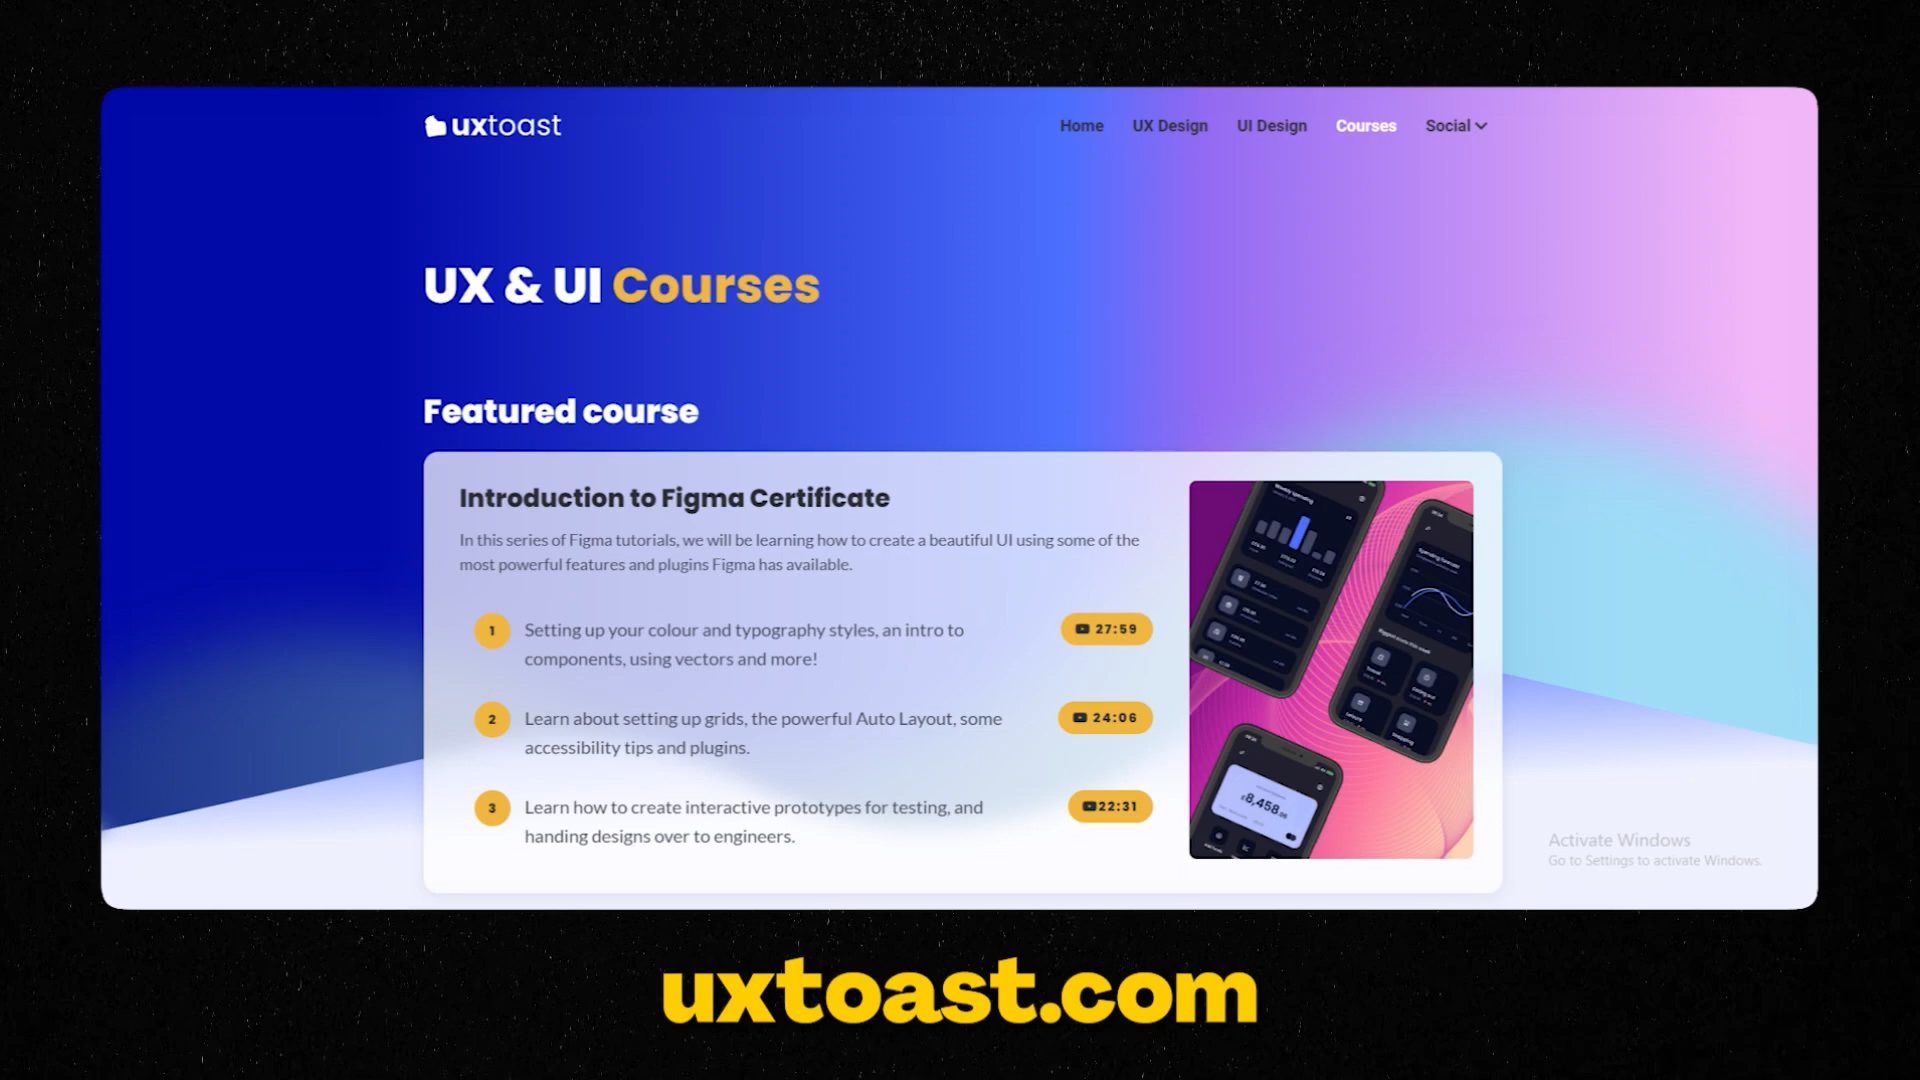 uxtoast
Home UX Design UI Design Courses Social
UX & UI Courses
Featured course
Introduction to Figma Certificate
In this series of Figma tutorials, we will be learning how to create a beautiful UI using some of the
most powerful features and plugins Figma has available.
1 Setting up your colour and typography styles, an intro to
components, using vectors and more!
27:59
2 Learn about setting up grids, the powerful Auto Layout, some
accessibility tips and plugins.
24:06
3 Learn how to create interactive prototypes for testing, and
handing designs over to engineers.
22:31
Weekly Spending
Spending forecast
8,458
Activate Windows
Go to Settings to activate Windows.
uxtoast.com